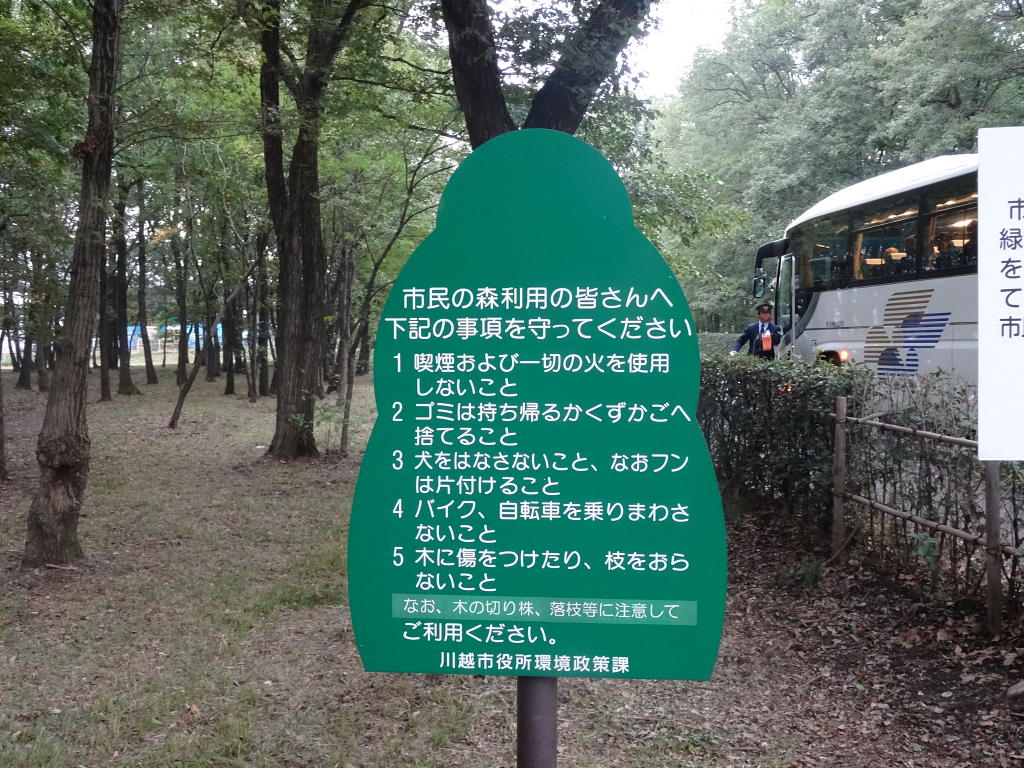 市民の森利用の皆さんへ
下記の事項を守ってください
1 喫煙および一切の火を使用
しないこと
2 ゴミは持ち帰るかくずかごへ
捨てること
3 犬をはなさないこと、なおフン
は片付けること
4 バイク、自転車を乗りまわさ
ないこと
5 木に傷をつけたり、枝をおら
ないこと
なお、木の切り株、落枝等に注意して
ご利用ください。
川越市役所環境政策課
市
緑
を
て
市